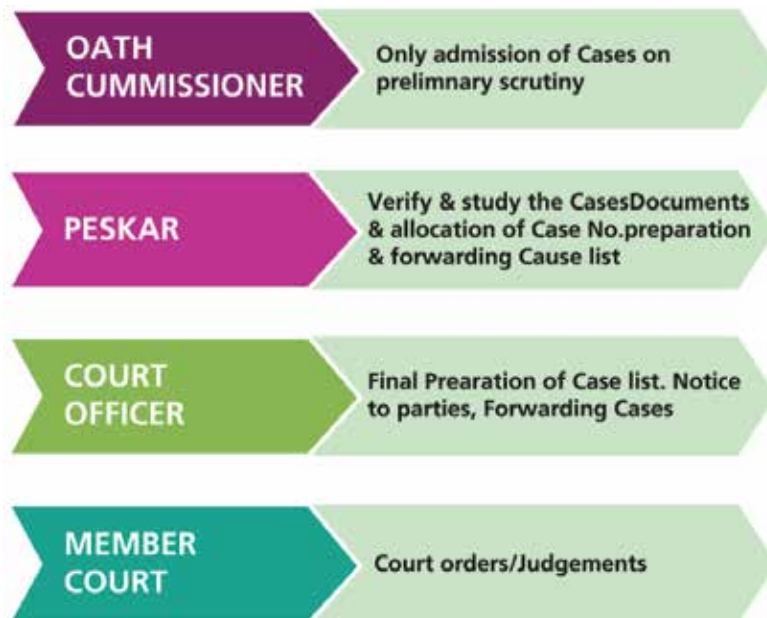 OATH
CUMMISSIONER
Only admission of Cases on
prelimnary scrutiny
PESKAR
Verify & study the CasesDocuments
& allocation of Case No.preparation
& forwarding Cause list
COURT
OFFICER
Final Prearation of Case list. Notice
to parties, Forwarding Cases
MEMBER
COURT
Court orders/Judgements